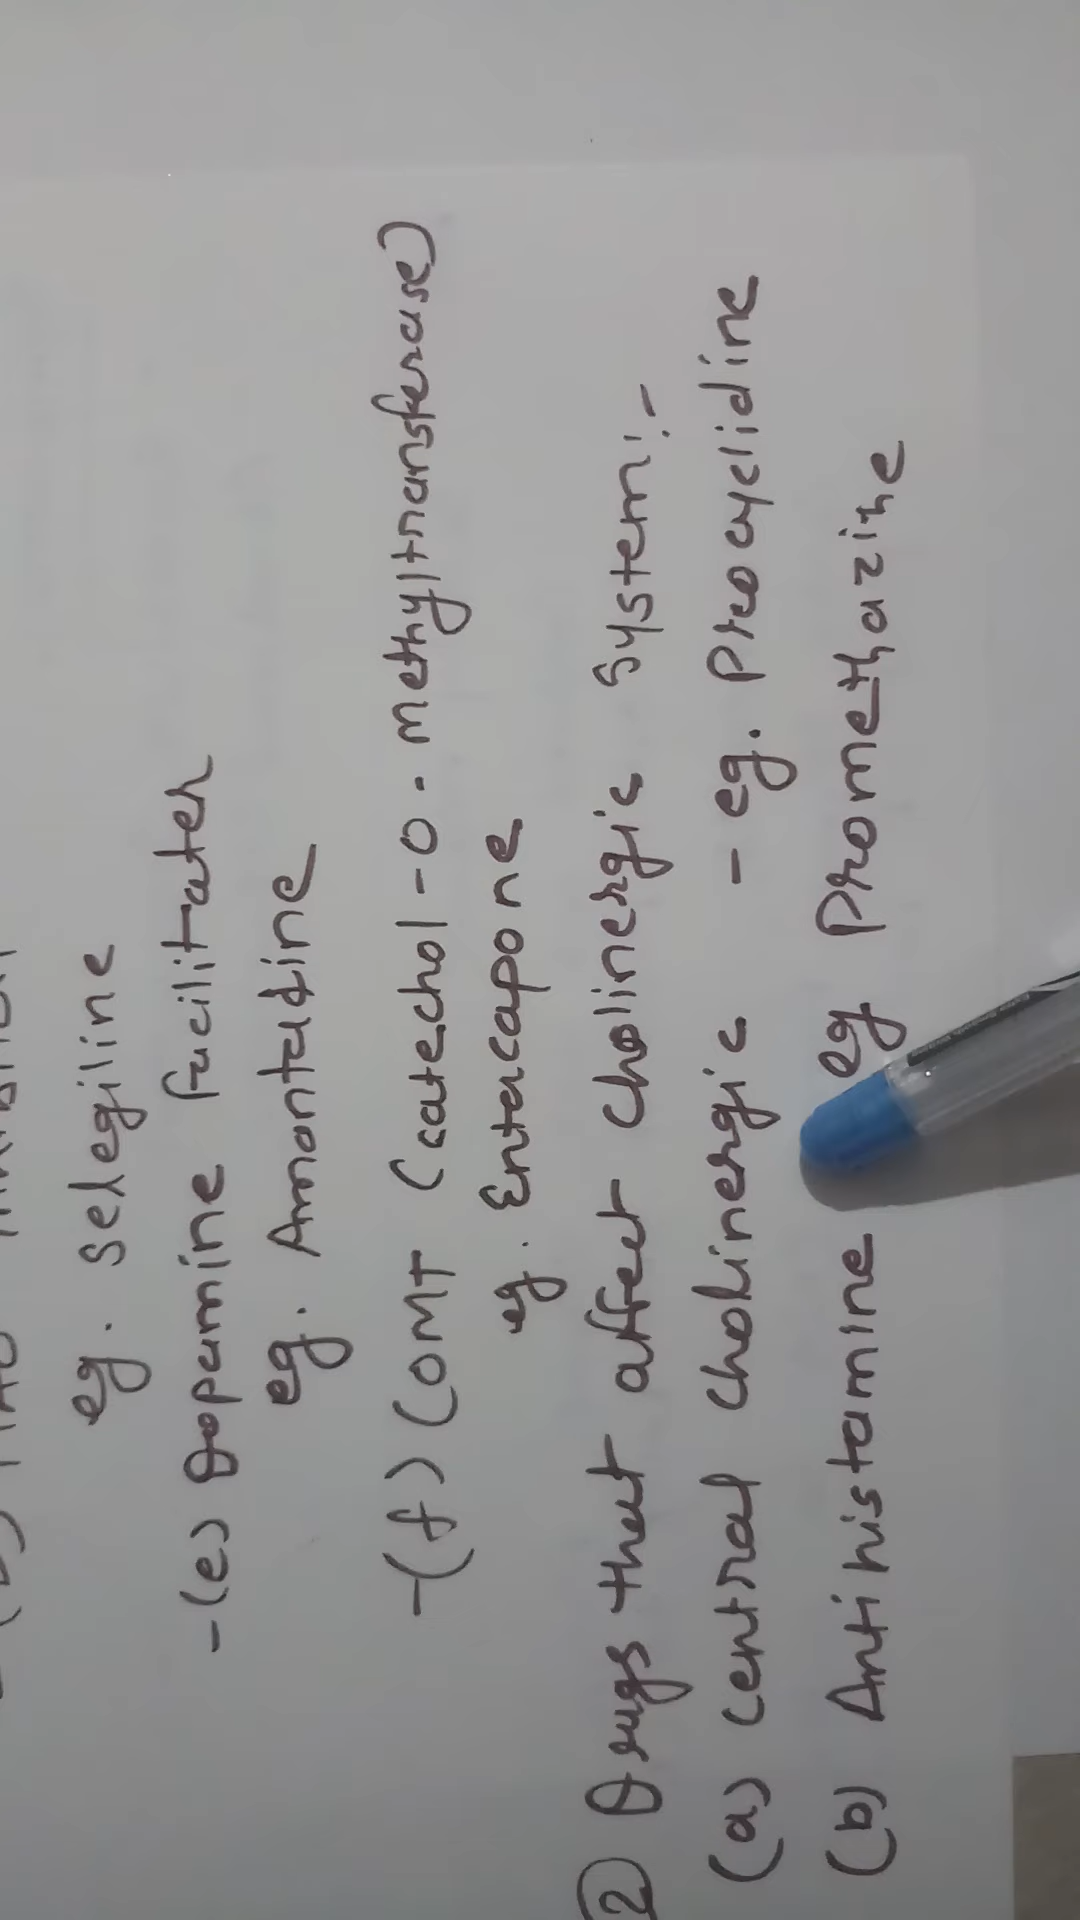 eg. Selegiline
-(e) Dopamine facilitater
eg. Amontadine
-(f) COMT (catechol-O-methyltransferase)
eg. Entacapone
② Drugs that affect cholinergic system:-
(a) Central cholinergic - eg. Procyclidine
(b) Antihistamine eg Promethazine